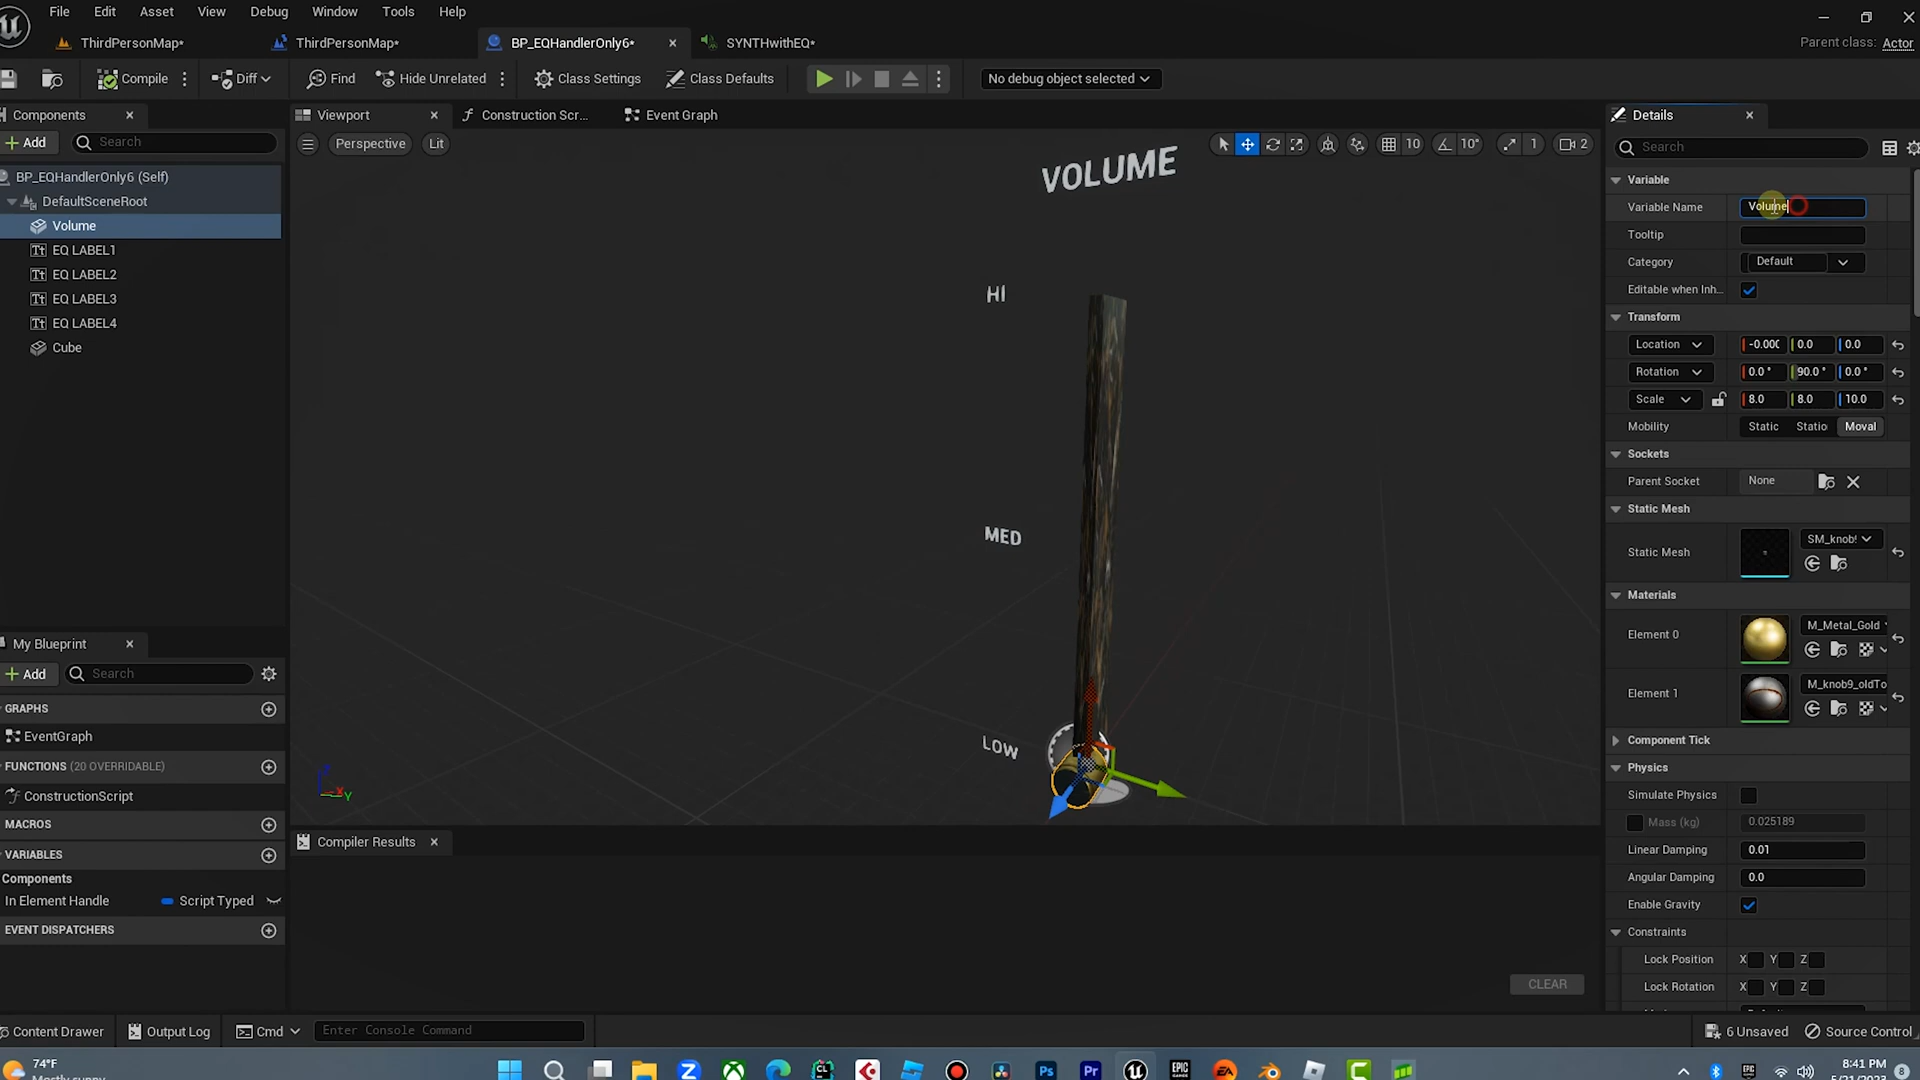 File Edit Asset View Debug Window Tools Help
ThirdPersonMap* ThirdPersonMap* BP_EQHandlerOnly6* SYNTHwithEQ* Parent class: Actor
Compile Diff Find Hide Unrelated Class Settings Class Defaults No debug object selected
Components Viewport Construction Scr... Event Graph Details
Add Search Perspective Lit 10 10° 1 2 Search
BP_EQHandlerOnly6 (Self)
DefaultSceneRoot
Volume
EQ LABEL1
EQ LABEL2
EQ LABEL3
EQ LABEL4
Cube
VOLUME
HI
MED
LOW
X Y
Variable
Variable Name Volume
Tooltip
Category Default
Editable when Inh...
Transform
Location -0.00 0.0 0.0
Rotation 0.0 ° 90.0 ° 0.0 °
Scale 8.0 8.0 10.0
Mobility Static Statio Moval
Sockets
Parent Socket None
Static Mesh
Static Mesh SM_knob
Materials
Element 0 M_Metal_Gold
Element 1 M_knob9_oldTo
Component Tick
Physics
Simulate Physics
Mass (kg) 0.025189
Linear Damping 0.01
Angular Damping 0.0
Enable Gravity
Constraints
Lock Position X Y Z
Lock Rotation X Y Z
My Blueprint
Add Search
GRAPHS
EventGraph
FUNCTIONS (20 OVERRIDABLE)
ConstructionScript
MACROS
VARIABLES
Components
In Element Handle Script Typed
EVENT DISPATCHERS
Compiler Results
CLEAR
Content Drawer Output Log Cmd Enter Console Command 6 Unsaved Source Control
74°F
Ps Pr EPIC EA
8:41 PM
8